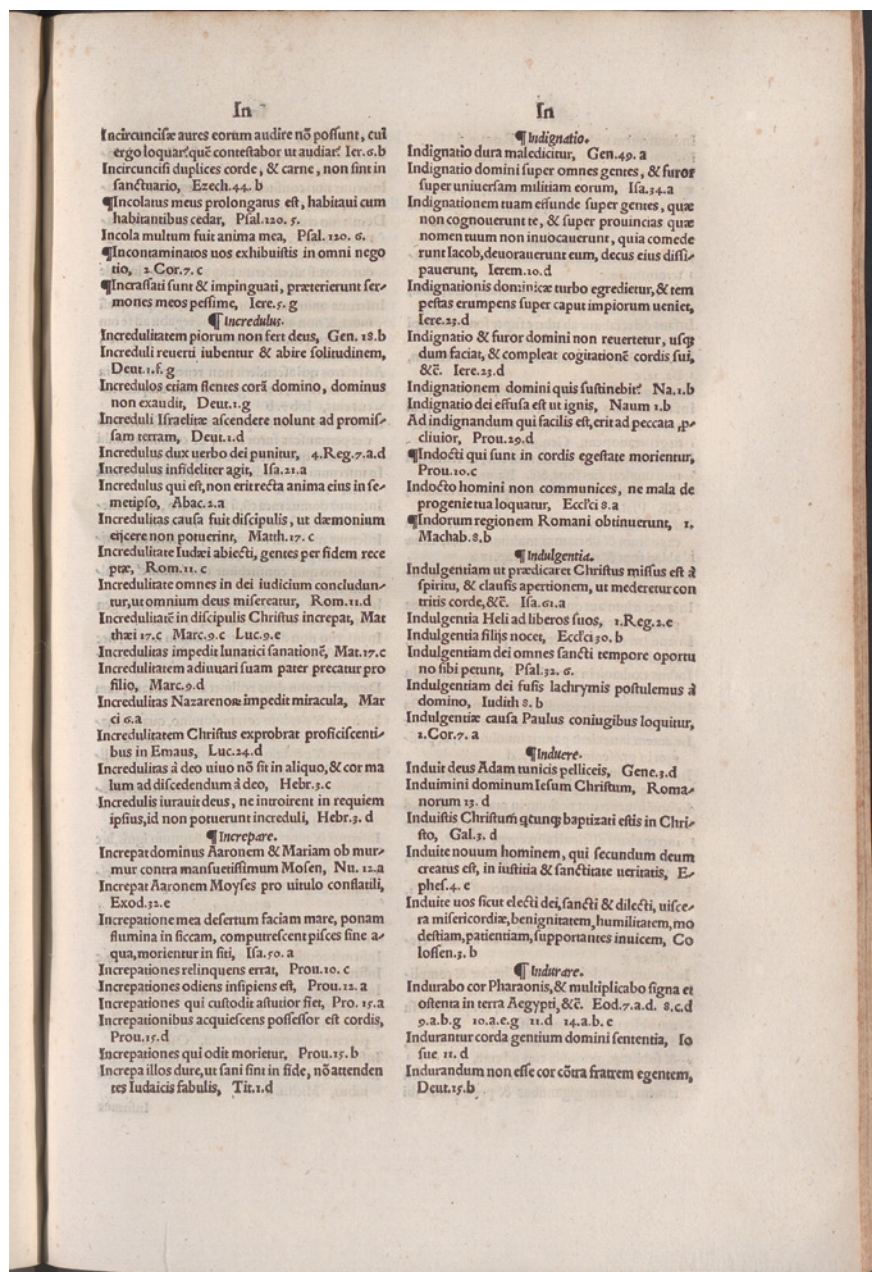 In
Incircuncisæ aures eorum audire nõ possunt, cui
ergo loquar? quẽ contestabor ut audiat? Ier.6.b
Incircuncisi duplices corde, & carne, non sint in
sanctuario, Ezech.44. b
¶Incolatus meus prolongatus est, habitaui cum
habitantibus cedar, Psal.120. 5.
Incola multum fuit anima mea, Psal. 120. 6.
¶Incontaminatos uos exhibuistis in omni nego
tio, 2.Cor.7. c
¶Incrassati sunt & impinguati, præterierunt ser-
mones meos pessime, Iere.5. g
¶ Incredulus.
Incredulitatem piorum non fert deus, Gen. 18.b
Increduli reuerti iubentur & abire solitudinem,
Deut.1.f. g
Incredulos etiam flentes corã domino, dominus
non exaudit, Deut.1.g
Increduli Israelitæ ascendere nolunt ad promis-
sam terram, Deut.1.d
Incredulus dux uerbo dei punitur, 4.Reg.7.a.d
Incredulus infideliter agit, Isa.21.a
Incredulus qui est, non erit recta anima eius in se-
metipso, Abac.2.a
Incredulitas causa fuit discipulis, ut dæmonium
eijcere non potuerint, Matth.17. c
Incredulitate Iudæi abiecti, gentes per fidem rece
ptæ, Rom.11. c
Incredulitate omnes in dei iudicium concludun-
tur, ut omnium deus misereatur, Rom.11.d
Incredulitatẽ in discipulis Christus increpat, Mat
thæi 17.c Marc.9.c Luc.9.e
Incredulitas impedit lunatici sanationẽ, Mat.17.c
Incredulitatem adiuuari suam pater precatur pro
filio, Marc.9.d
Incredulitas Nazarenoꝝ impedit miracula, Mar
ci 6.a
Incredulitatem Christus exprobrat proficiscenti-
bus in Emaus, Luc.24.d
Incredulitas à deo uiuo nõ sit in aliquo, & cor ma
lum ad discedendum à deo, Hebr.3.c
Incredulis iurauit deus, ne introirent in requiem
ipsius, id non potuerunt increduli, Hebr.3. d
¶ Increpare.
Increpat dominus Aaronem & Mariam ob mur-
mur contra mansuetissimum Mosen, Nu. 12.a
Increpat Aaronem Moyses pro uitulo conflatili,
Exod.32.e
Increpatione mea desertum faciam mare, ponam
flumina in siccam, computrescent pisces sine a-
qua, morientur in siti, Isa.50. a
Increpationes relinquens errat, Prou.10. c
Increpationes odiens insipiens est, Prou.12. a
Increpationes qui custodit astutior fiet, Pro. 15.a
Increpationibus acquiescens possessor est cordis,
Prou.15.d
Increpationes qui odit morietur, Prou.15.b
Increpa illos dure, ut sani sint in fide, nõ attenden
tes Iudaicis fabulis, Tit.1.d
In
¶ Indignatio.
Indignatio dura maledicitur, Gen.49. a
Indignatio domini super omnes gentes, & furor
super uniuersam militiam eorum, Isa.34.a
Indignationem tuam effunde super gentes, quæ
non cognouerunt te, & super prouincias quæ
nomen tuum non inuocauerunt, quia comede
runt Iacob, deuorauerunt eum, decus eius dissi-
pauerunt, Ierem.10.d
Indignationis dominicæ turbo egredietur, & tem
pestas erumpens super caput impiorum ueniet,
Iere.23.d
Indignatio & furor domini non reuertetur, usq;
dum faciat, & compleat cogitationẽ cordis sui,
&c̃. Iere.23.d
Indignationem domini quis sustinebit? Na.1.b
Indignatio dei effusa est ut ignis, Naum 1.b
Ad indignandum qui facilis est, erit ad peccata ꝓ
cliuior, Prou.29.d
¶Indocti qui sunt in cordis egestate morientur,
Prou.10.c
Indocto homini non communices, ne mala de
progenie tua loquatur, Eccl'ci 8.a
¶Indorum regionem Romani obtinuerunt, 1.
Machab.8.b
¶ Indulgentia.
Indulgentiam ut prædicaret Christus missus est à
spiritu, & clausis apertionem, ut mederetur con
tritis corde, &c̃. Isa.61.a
Indulgentia Heli ad liberos suos, 1.Reg.2.e
Indulgentia filijs nocet, Eccl'ci 30. b
Indulgentiam dei omnes sancti tempore oportu
no sibi petunt, Psal.32. 6.
Indulgentiam dei fusis lachrymis postulemus à
domino, Iudith 8. b
Indulgentiæ causa Paulus coniugibus loquitur,
1.Cor.7. a
¶ Induere.
Induit deus Adam tunicis pelliceis, Gene.3.d
Induimini dominum Iesum Christum, Roma-
norum 13. d
Induistis Christum q̃cunq; baptizati estis in Chri-
sto, Gal.3. d
Induite nouum hominem, qui secundum deum
creatus est, in iustitia & sanctitate ueritatis, E-
phes.4. e
Induite uos sicut electi dei, sancti & dilecti, uisce-
ra misericordiæ, benignitatem, humilitatem, mo
destiam, patientiam, supportantes inuicem, Co
lossen.3. b
¶ Indurare.
Indurabo cor Pharaonis, & multiplicabo signa et
ostenta in terra Aegypti, &c̃. Eod.7.a.d. 8.c.d
9.a.b.g 10.a.e.g 11.d 14.a.b.e
Indurantur corda gentium domini sententia, Io
sue 11. d
Indurandum non esse cor cõtra fratrem egentem,
Deut.15.b